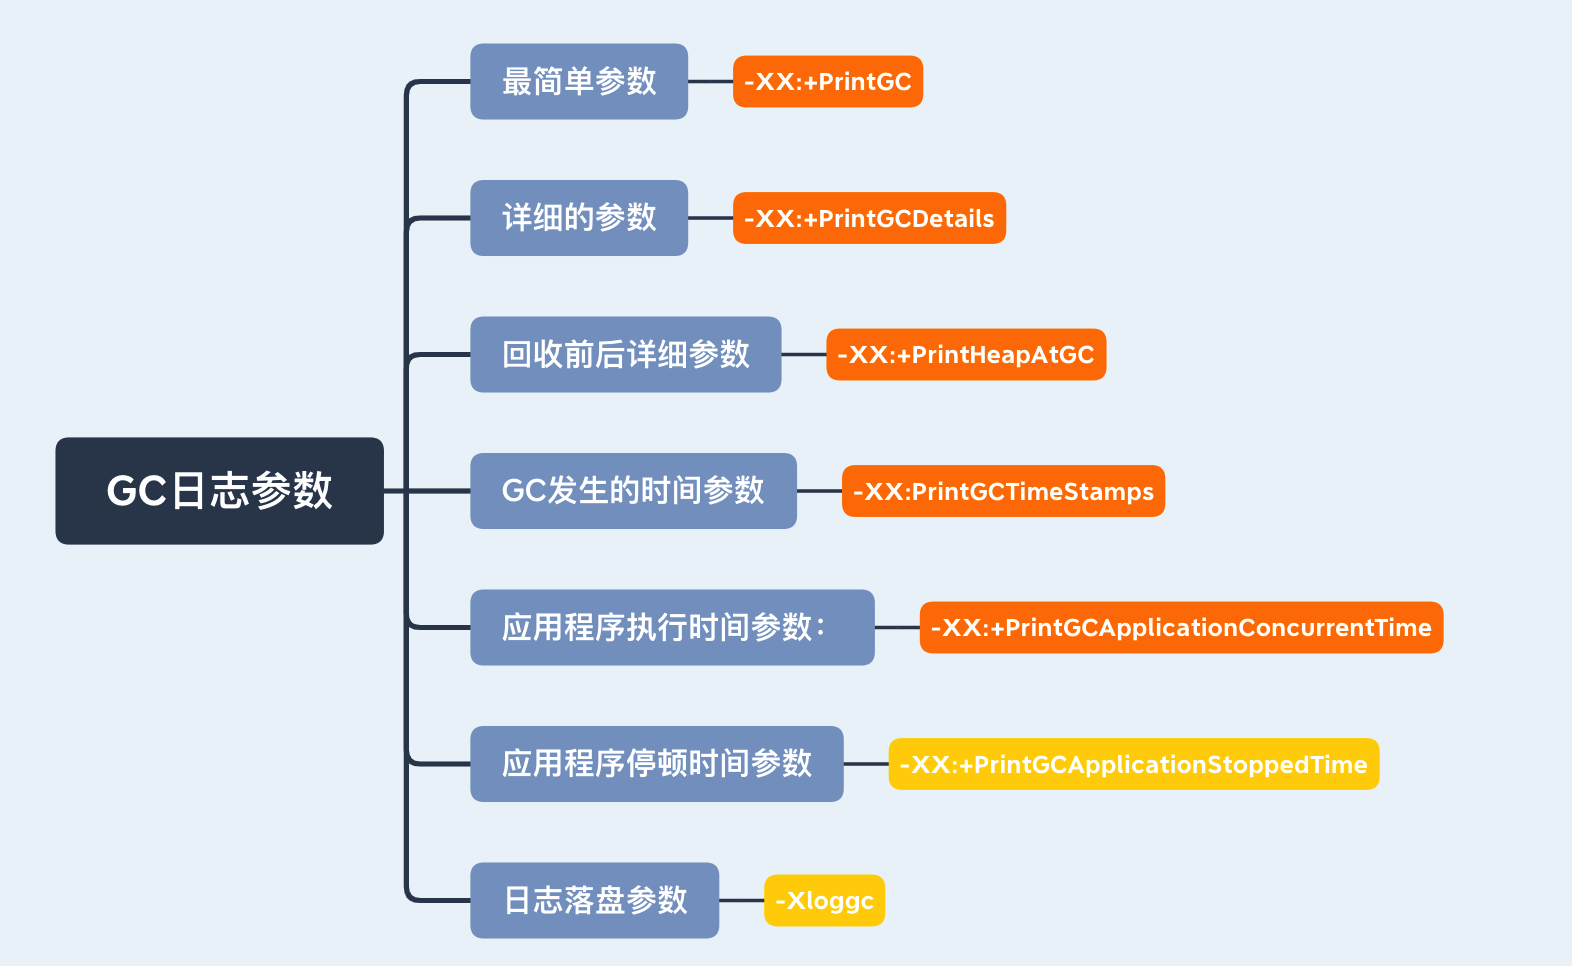 GC日志参数
最简单参数
-XX:+PrintGC
详细的参数
-XX:+PrintGCDetails
回收前后详细参数
-XX:+PrintHeapAtGC
GC发生的时间参数
-XX:PrintGCTimeStamps
应用程序执行时间参数：
-XX:+PrintGCApplicationConcurrentTime
应用程序停顿时间参数
-XX:+PrintGCApplicationStoppedTime
日志落盘参数
-Xloggc